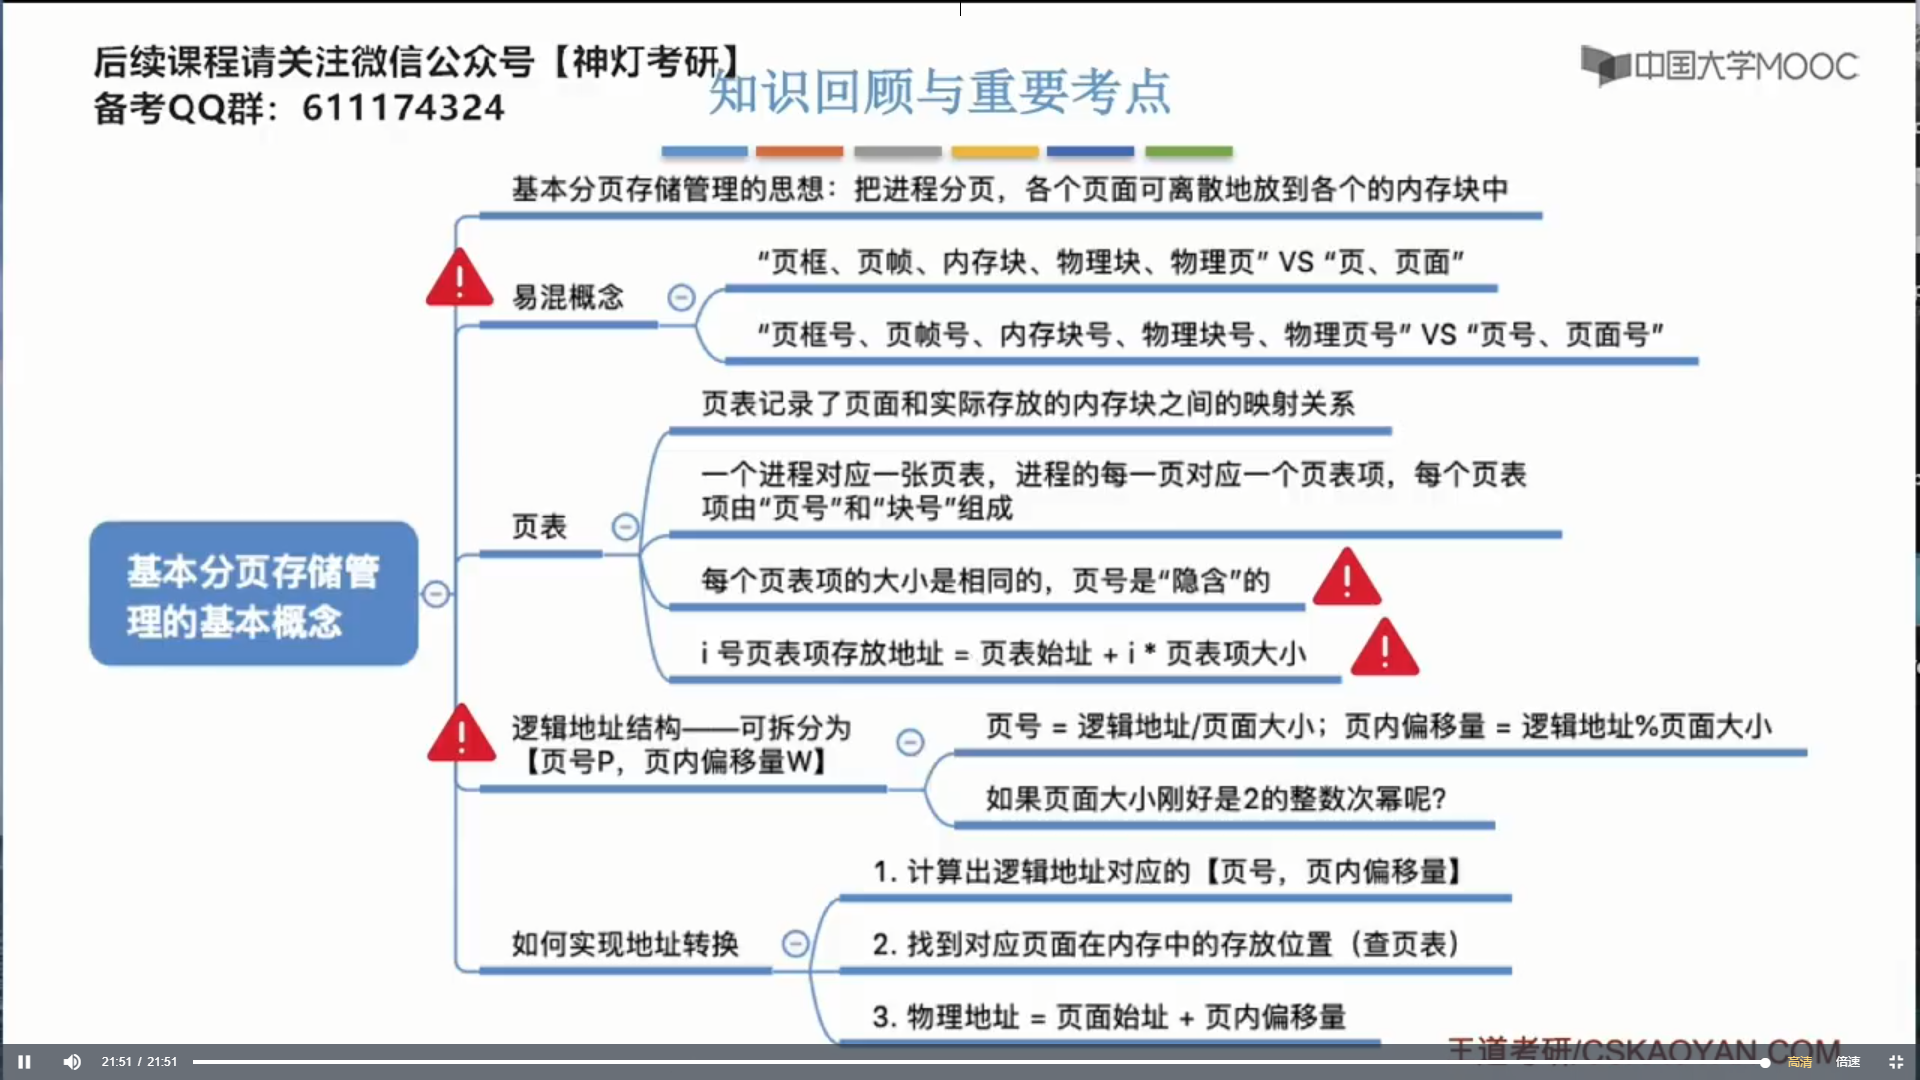 后续课程请关注微信公众号【神灯考研】
备考QQ群：611174324
中国大学MOOC
知识回顾与重要考点
基本分页存储管理的思想：把进程分页，各个页面可离散地放到各个的内存块中
易混概念
“页框、页帧、内存块、物理块、物理页” VS “页、页面”
“页框号、页帧号、内存块号、物理块号、物理页号” VS “页号、页面号”
页表
页表记录了页面和实际存放的内存块之间的映射关系
一个进程对应一张页表，进程的每一页对应一个页表项，每个页表
项由“页号”和“块号”组成
每个页表项的大小是相同的，页号是“隐含”的
i 号页表项存放地址 = 页表始址 + i * 页表项大小
基本分页存储管
理的基本概念
逻辑地址结构——可拆分为
【页号P，页内偏移量W】
页号 = 逻辑地址/页面大小；页内偏移量 = 逻辑地址%页面大小
如果页面大小刚好是2的整数次幂呢？
如何实现地址转换
1. 计算出逻辑地址对应的【页号，页内偏移量】
2. 找到对应页面在内存中的存放位置（查页表）
3. 物理地址 = 页面始址 + 页内偏移量
王道考研/CSKAOYAN.COM
21:51 / 21:51
高清
倍速